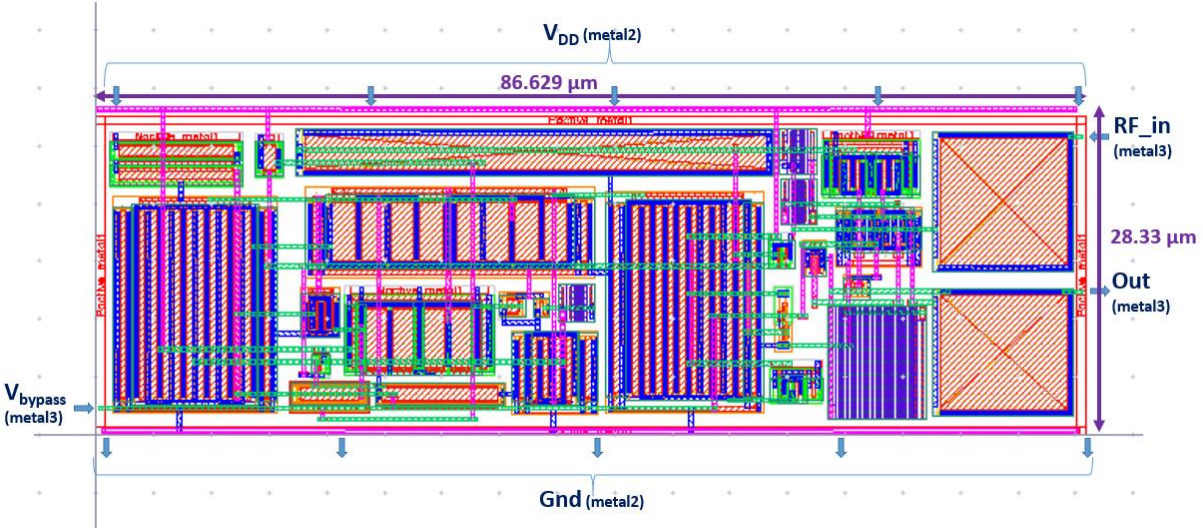 VDD (metal2)
86.629 µm
RF_in
(metal3)
28.33 µm
Out
(metal3)
Vbypass
(metal3)
Gnd (metal2)